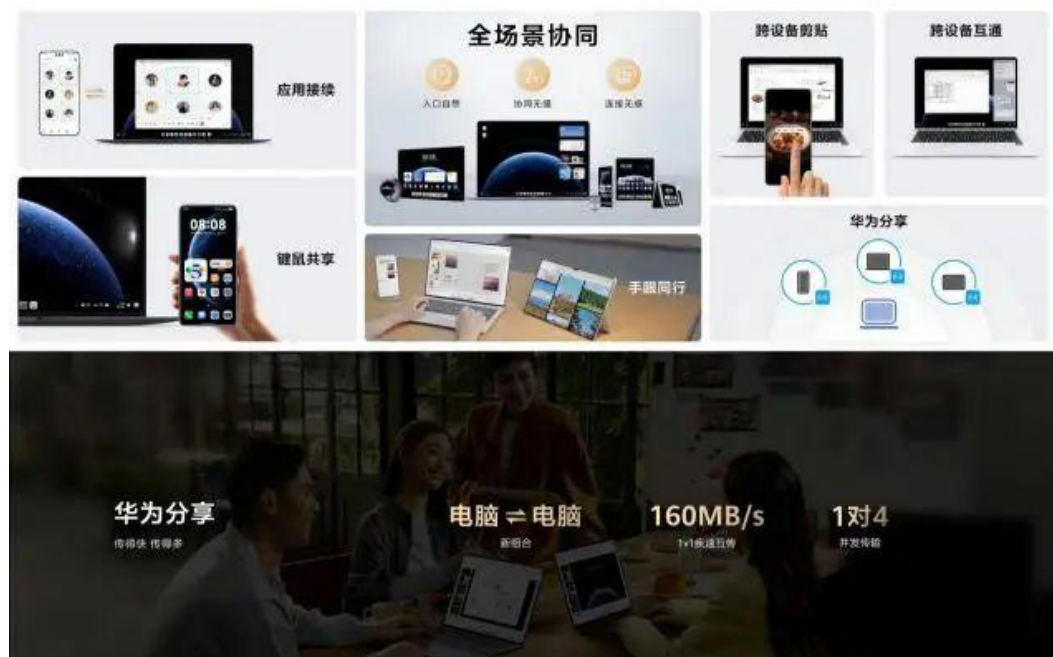 应用接续
全场景协同
入口自然
协同无感
连接无感
跨设备剪贴
跨设备互通
08:08
键鼠共享
手眼同行
华为分享
华为分享
传得快 传得多
电脑⇌电脑
新组合
160MB/s
1v1疾速互传
1对4
并发传输